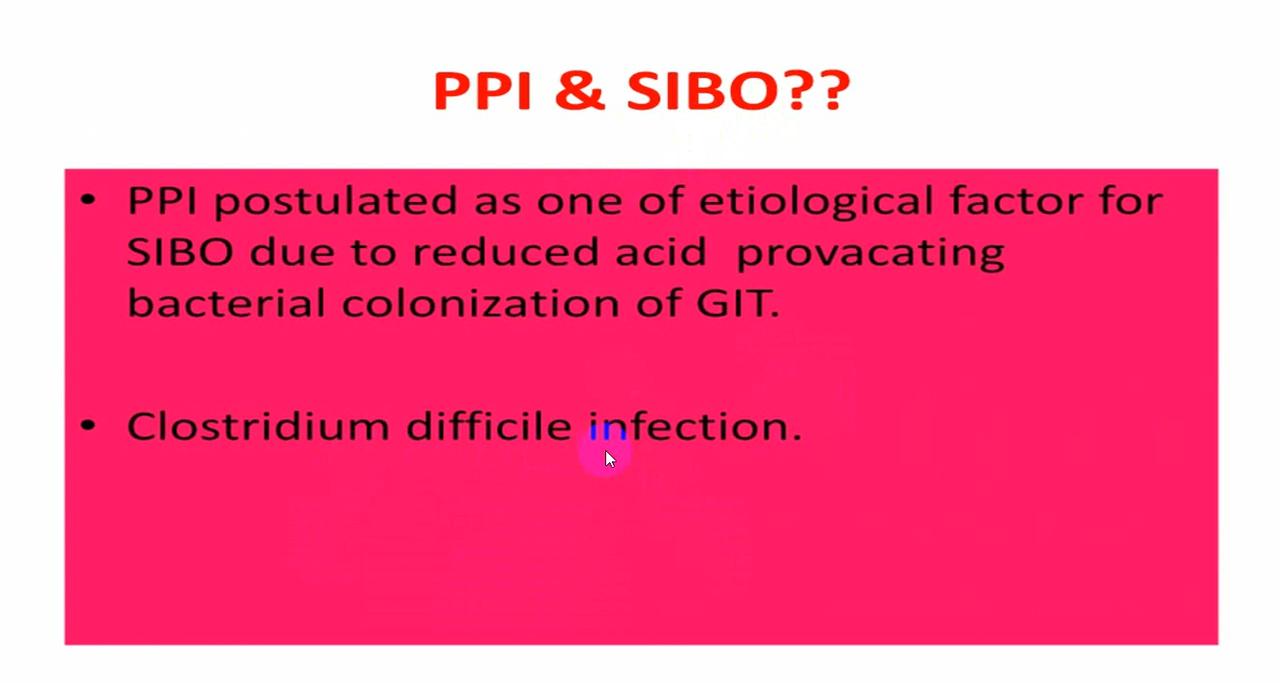 PPI & SIBO??
• PPI postulated as one of etiological factor for
SIBO due to reduced acid  provacating
bacterial colonization of GIT.
• Clostridium difficile infection.